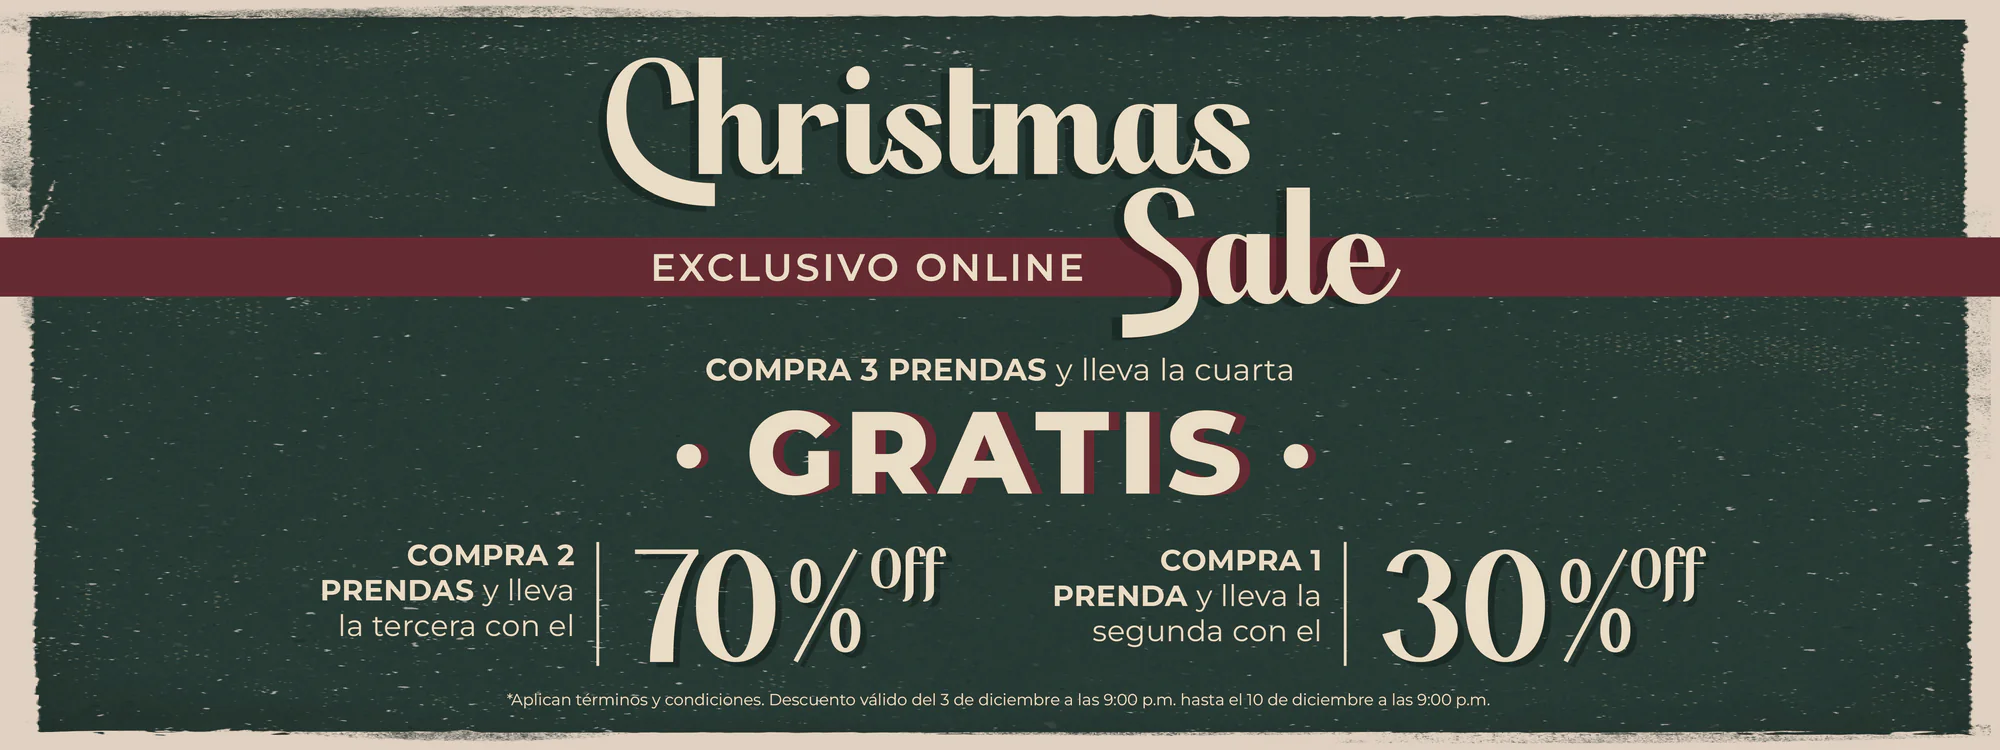 Christmas
Sale
EXCLUSIVO ONLINE
COMPRA 3 PRENDAS y lleva la cuarta
• GRATIS •
COMPRA 2
PRENDAS y lleva
la tercera con el
70%Off
COMPRA 1
PRENDA y lleva la
segunda con el
30%Off
*Aplican términos y condiciones. Descuento válido del 3 de diciembre a las 9:00 p.m. hasta el 10 de diciembre a las 9:00 p.m.